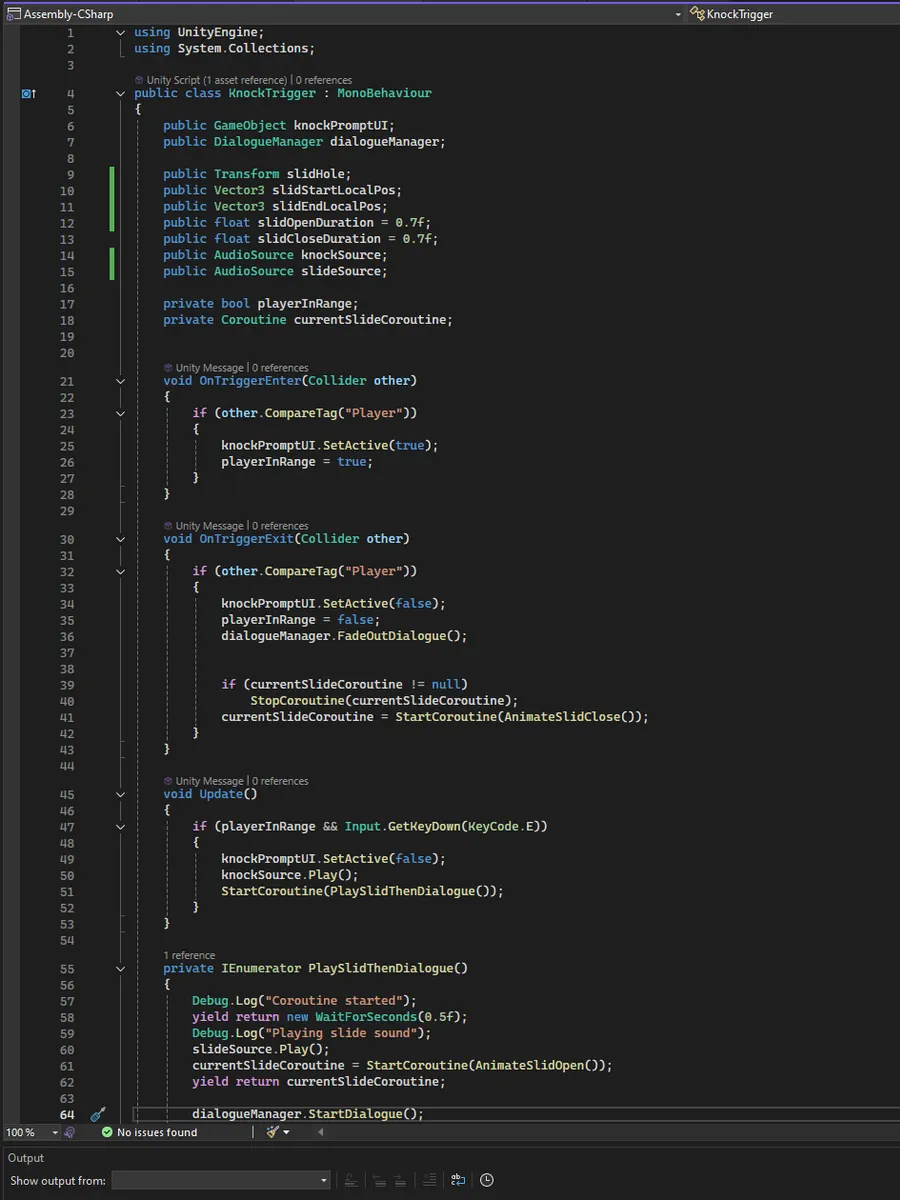 Assembly-CSharp KnockTrigger
1 using UnityEngine;
2 using System.Collections;
3
Unity Script (1 asset reference) | 0 references
4 public class KnockTrigger : MonoBehaviour
5 {
6 public GameObject knockPromptUI;
7 public DialogueManager dialogueManager;
8
9 public Transform slidHole;
10 public Vector3 slidStartLocalPos;
11 public Vector3 slidEndLocalPos;
12 public float slidOpenDuration = 0.7f;
13 public float slidCloseDuration = 0.7f;
14 public AudioSource knockSource;
15 public AudioSource slideSource;
16
17 private bool playerInRange;
18 private Coroutine currentSlideCoroutine;
19
20
Unity Message | 0 references
21 void OnTriggerEnter(Collider other)
22 {
23 if (other.CompareTag("Player"))
24 {
25 knockPromptUI.SetActive(true);
26 playerInRange = true;
27 }
28 }
29
Unity Message | 0 references
30 void OnTriggerExit(Collider other)
31 {
32 if (other.CompareTag("Player"))
33 {
34 knockPromptUI.SetActive(false);
35 playerInRange = false;
36 dialogueManager.FadeOutDialogue();
37
38
39 if (currentSlideCoroutine != null)
40 StopCoroutine(currentSlideCoroutine);
41 currentSlideCoroutine = StartCoroutine(AnimateSlidClose());
42 }
43 }
44
Unity Message | 0 references
45 void Update()
46 {
47 if (playerInRange && Input.GetKeyDown(KeyCode.E))
48 {
49 knockPromptUI.SetActive(false);
50 knockSource.Play();
51 StartCoroutine(PlaySlidThenDialogue());
52 }
53 }
54
1 reference
55 private IEnumerator PlaySlidThenDialogue()
56 {
57 Debug.Log("Coroutine started");
58 yield return new WaitForSeconds(0.5f);
59 Debug.Log("Playing slide sound");
60 slideSource.Play();
61 currentSlideCoroutine = StartCoroutine(AnimateSlidOpen());
62 yield return currentSlideCoroutine;
63
64 dialogueManager.StartDialogue();
100 % No issues found
Output
Show output from: